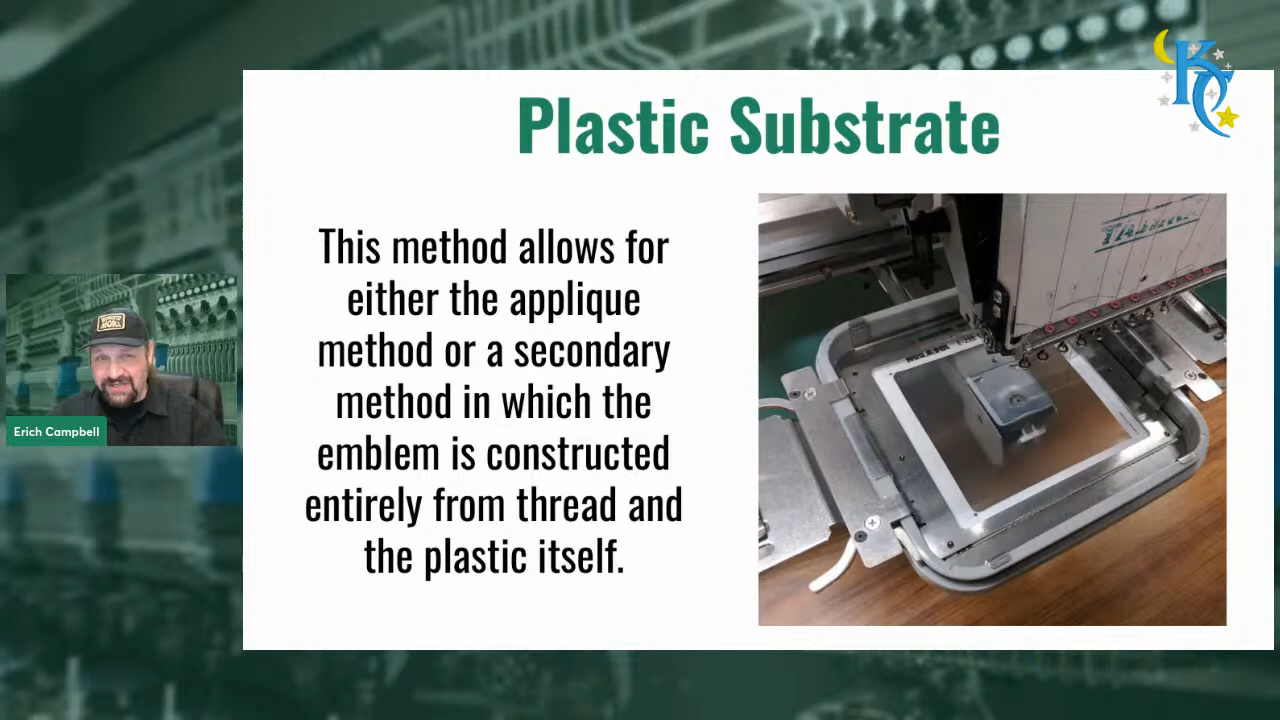 Plastic Substrate
This method allows for
either the applique
method or a secondary
method in which the
emblem is constructed
entirely from thread and
the plastic itself.
Erich Campbell
KC